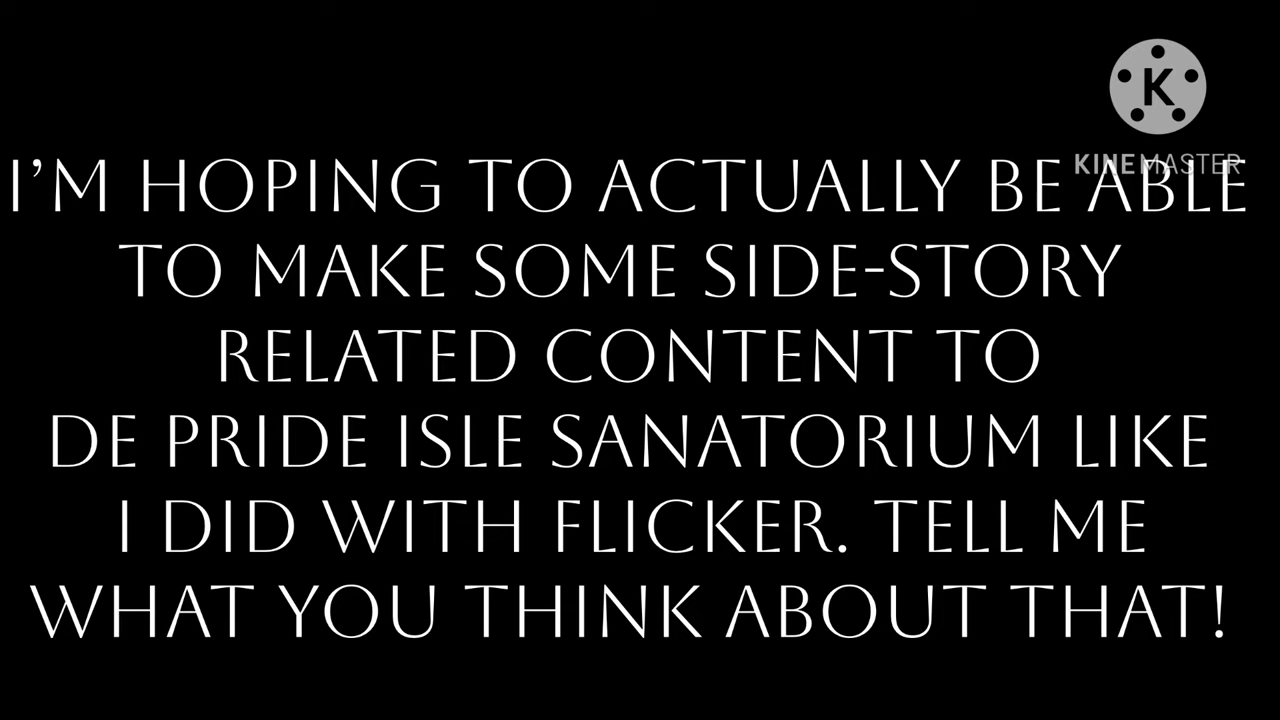 K
KINEMASTER
I'M HOPING TO ACTUALLY BE ABLE
TO MAKE SOME SIDE-STORY
RELATED CONTENT TO
DE PRIDE ISLE SANATORIUM LIKE
I DID WITH FLICKER. TELL ME
WHAT YOU THINK ABOUT THAT!